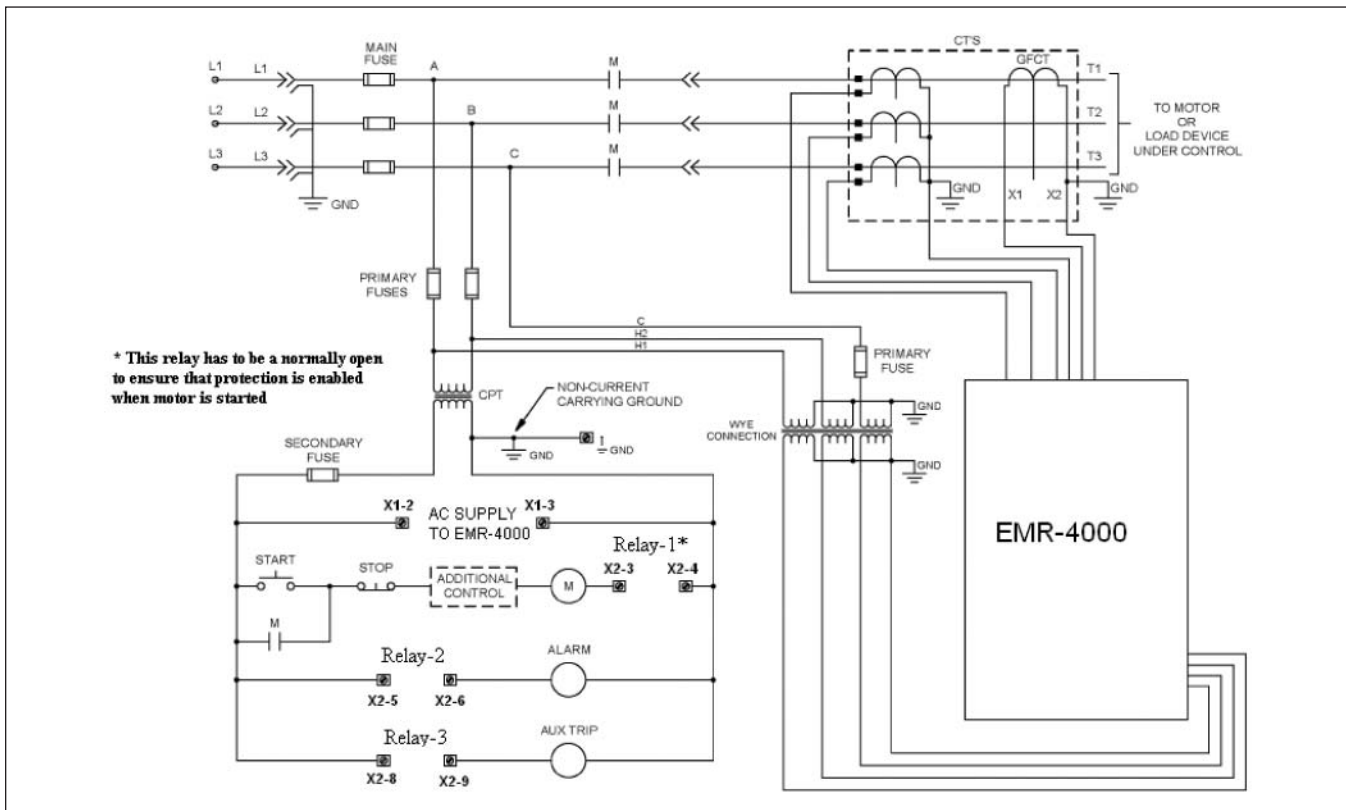 CT'S
MAIN
FUSE
L1
L1
A
M
GFCT
T1
L2
L2
B
M
T2
TO MOTOR
OR
LOAD DEVICE
UNDER CONTROL
L3
L3
C
M
T3
GND
GND
X1
X2
GND
PRIMARY
FUSES
C
H2
H1
PRIMARY
FUSE
* This relay has to be a normally open
to ensure that protection is enabled
when motor is started
CPT
NON-CURRENT
CARRYING GROUND
GND
WYE
CONNECTION
GND
SECONDARY
FUSE
GND
GND
X1-2
X1-3
AC SUPPLY
TO EMR-4000
EMR-4000
Relay-1*
START
STOP
ADDITIONAL
CONTROL
M
X2-3
X2-4
M
Relay-2
ALARM
X2-5
X2-6
Relay-3
AUX TRIP
X2-8
X2-9